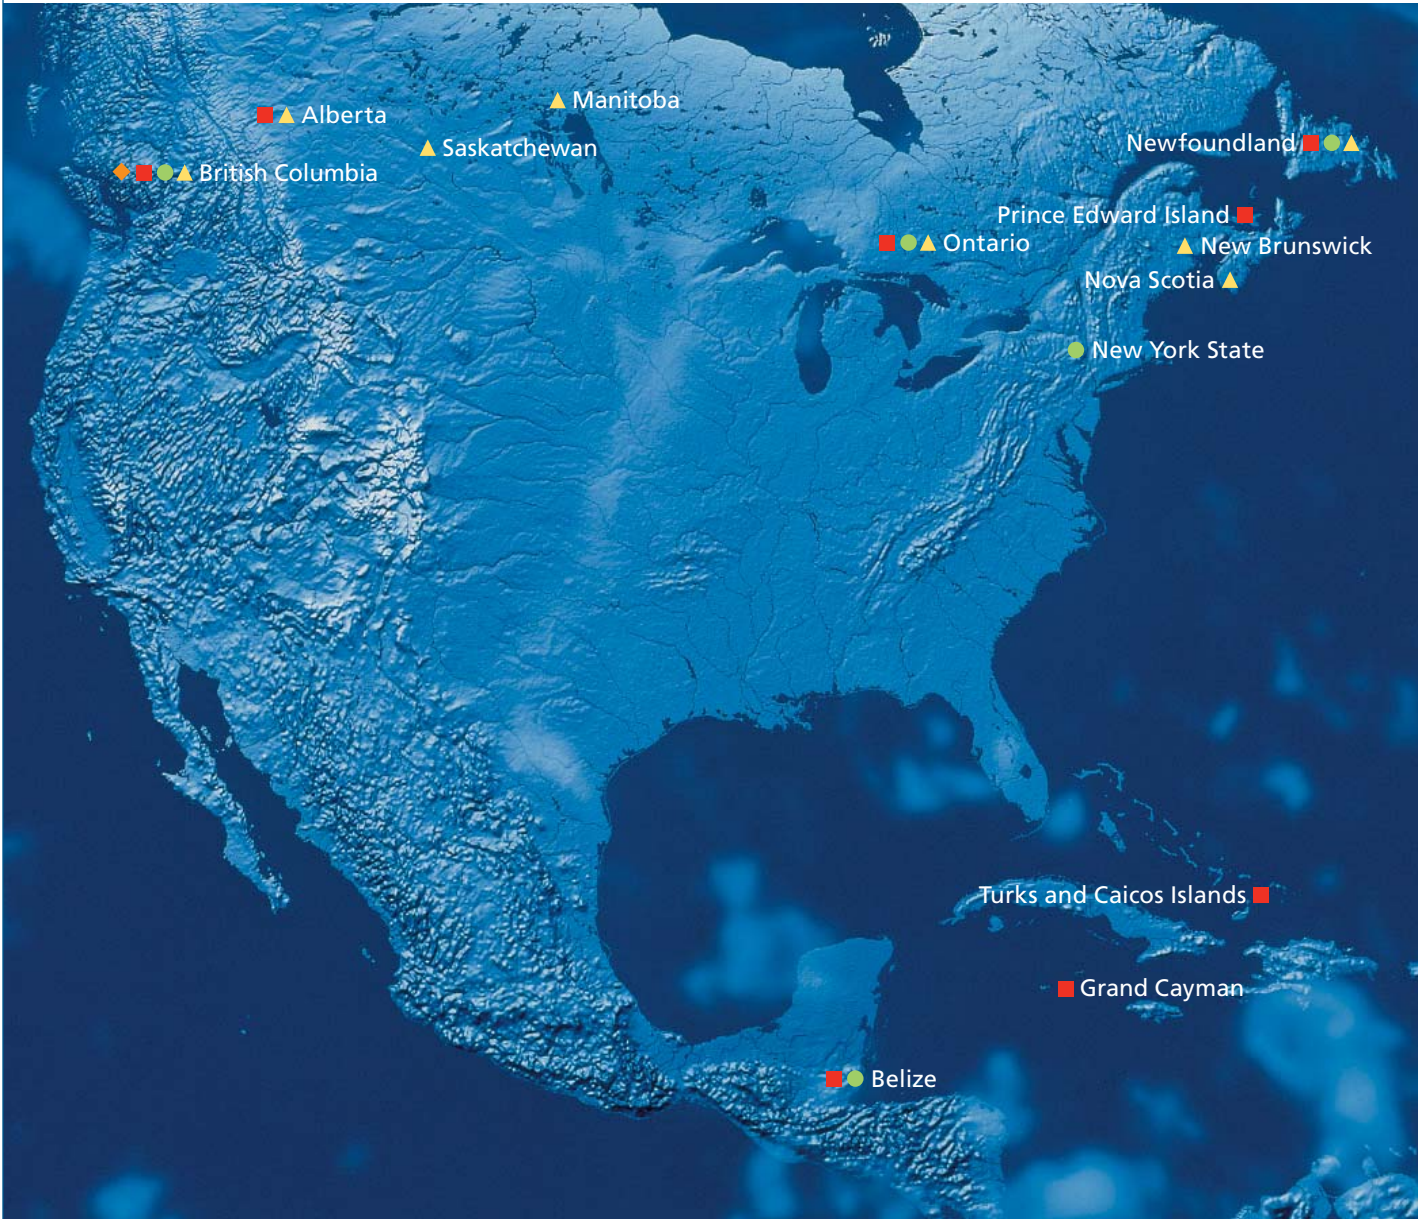 Manitoba
Alberta
Saskatchewan
Newfoundland
British Columbia
Prince Edward Island
Ontario
New Brunswick
Nova Scotia
New York State
Turks and Caicos Islands
Grand Cayman
Belize